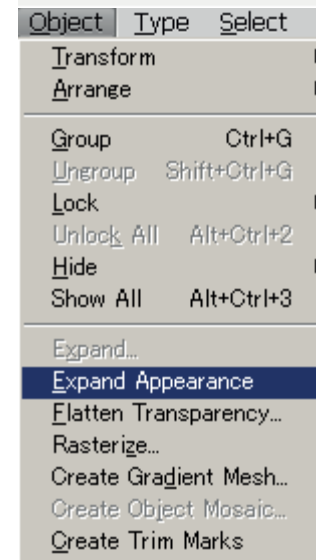 Object Type Select
Transform
Arrange
Group Ctrl+G
Ungroup Shift+Ctrl+G
Lock
Unlock All Alt+Ctrl+2
Hide
Show All Alt+Ctrl+3
Expand...
Expand Appearance
Flatten Transparency...
Rasterize...
Create Gradient Mesh...
Create Object Mosaic...
Create Trim Marks